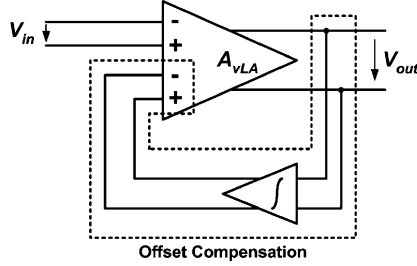 -
V_in
+
-
+
A_vLA
V_out
∫
Offset Compensation